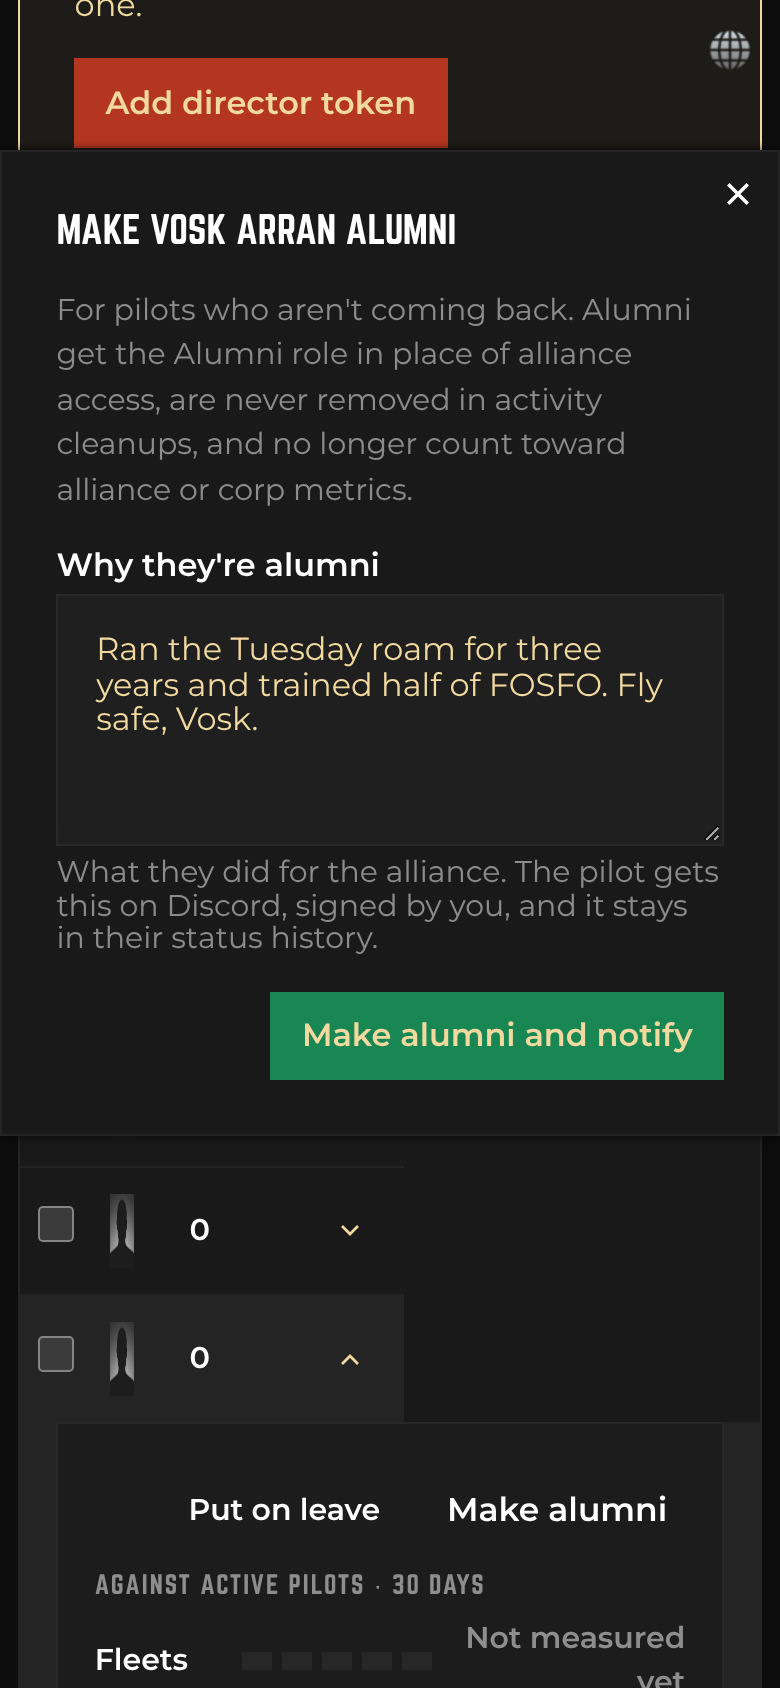 one.
Add director token
MAKE VOSK ARRAN ALUMNI
For pilots who aren't coming back. Alumni
get the Alumni role in place of alliance
access, are never removed in activity
cleanups, and no longer count toward
alliance or corp metrics.
Why they're alumni
Ran the Tuesday roam for three
years and trained half of FOSFO. Fly
safe, Vosk.
What they did for the alliance. The pilot gets
this on Discord, signed by you, and it stays
in their status history.
Make alumni and notify
0
0
Put on leave Make alumni
AGAINST ACTIVE PILOTS · 30 DAYS
Fleets Not measured
yet